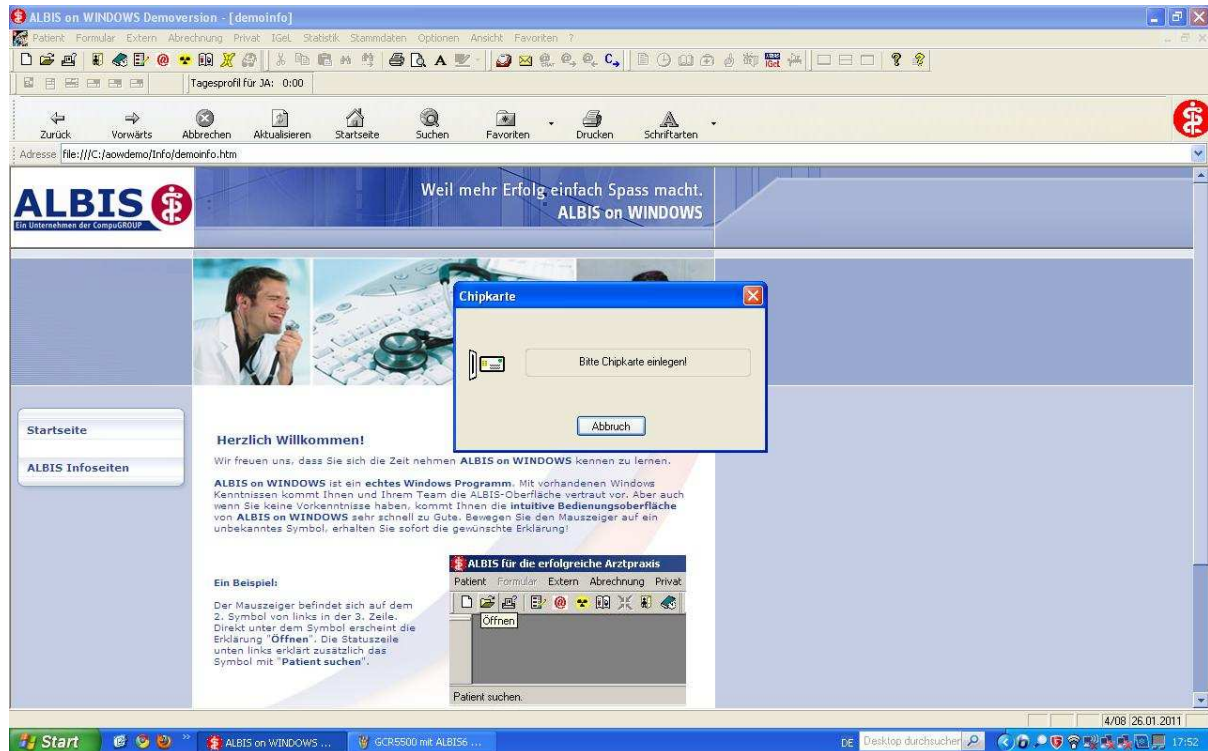 ALBIS on WINDOWS Demoversion - [demoinfo]
Patient Formular Extern Abrechnung Privat IGeL Statistik Stammdaten Optionen Ansicht Favoriten ?
Tagesprofil für JA: 0:00
Zurück Vorwärts Abbrechen Aktualisieren Startseite Suchen Favoriten Drucken Schriftarten
Adresse file:///C:/aowdemo/Info/demoinfo.htm
ALBIS
Ein Unternehmen der CompuGROUP
Weil mehr Erfolg einfach Spass macht.
ALBIS on WINDOWS
Chipkarte
Bitte Chipkarte einlegen!
Abbruch
Startseite
ALBIS Infoseiten
Herzlich Willkommen!
Wir freuen uns, dass Sie sich die Zeit nehmen ALBIS on WINDOWS kennen zu lernen.
ALBIS on WINDOWS ist ein echtes Windows Programm. Mit vorhandenen Windows
Kenntnissen kommt Ihnen und Ihrem Team die ALBIS-Oberfläche vertraut vor. Aber auch
wenn Sie keine Vorkenntnisse haben, kommt Ihnen die intuitive Bedienungsoberfläche
von ALBIS on WINDOWS sehr schnell zu Gute. Bewegen Sie den Mauszeiger auf ein
unbekanntes Symbol, erhalten Sie sofort die gewünschte Erklärung!
Ein Beispiel:
Der Mauszeiger befindet sich auf dem
2. Symbol von links in der 3. Zeile.
Direkt unter dem Symbol erscheint die
Erklärung "Öffnen". Die Statuszeile
unten links erklärt zusätzlich das
Symbol mit "Patient suchen".
ALBIS für die erfolgreiche Arztpraxis
Patient Formular Extern Abrechnung Privat
Öffnen
Patient suchen.
4/08 26.01.2011
Start ALBIS on WINDOWS ... GCR5500 mit ALBIS6 ... DE Desktop durchsuchen 17:52